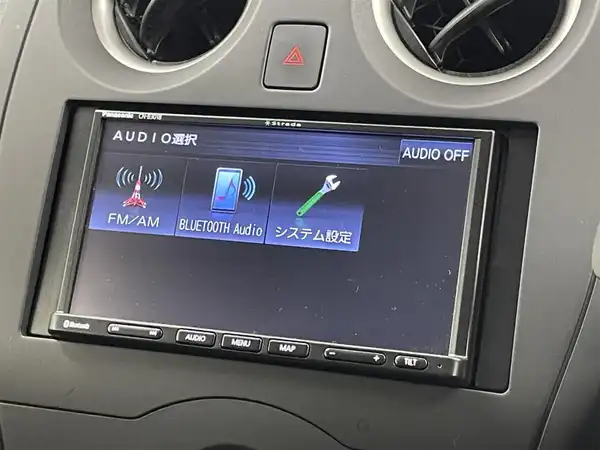 Panasonic
Strada
AUDIO選択
AUDIO OFF
FM/AM
BLUETOOTH Audio
システム設定
Bluetooth
AUDIO
MENU
MAP
－
+
TILT